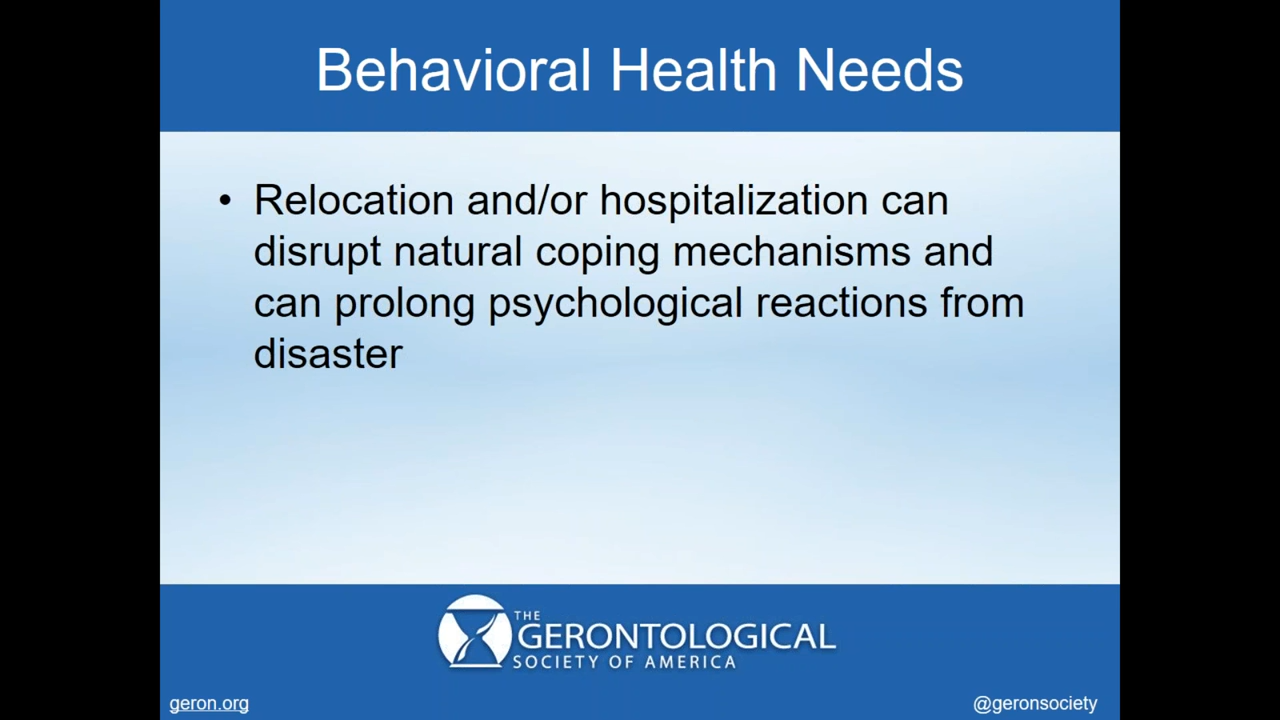 Behavioral Health Needs
• Relocation and/or hospitalization can
disrupt natural coping mechanisms and
can prolong psychological reactions from
disaster
THE
GERONTOLOGICAL
SOCIETY OF AMERICA
geron.org
@geronsociety